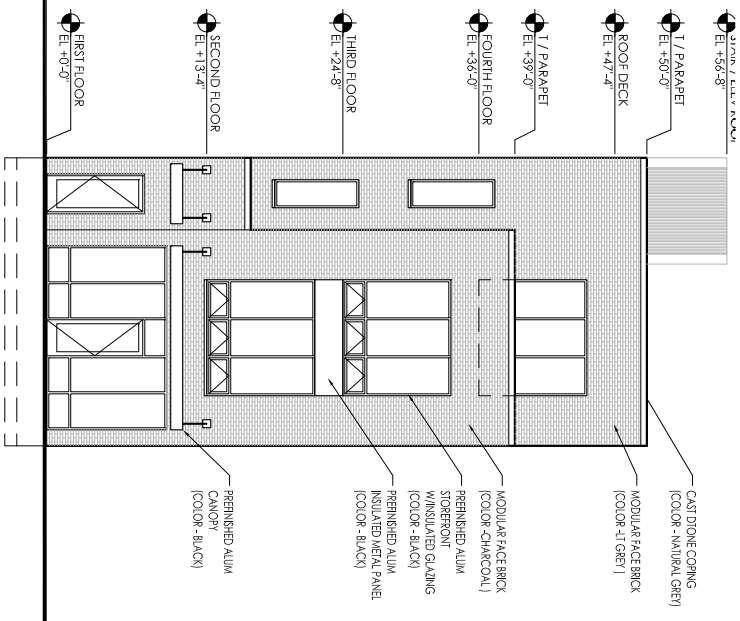 EL +56'-8"
T / PARAPET
EL +50'-0"
ROOF DECK
EL +47'-4"
T / PARAPET
EL +39'-0"
FOURTH FLOOR
EL +36'-0"
THIRD FLOOR
EL +24'-8"
SECOND FLOOR
EL +13'-4"
FIRST FLOOR
EL +0'-0"
CAST DTONE COPING
(COLOR - NATURAL GREY)
MODULAR FACE BRICK
(COLOR -LT GREY )
MODULAR FACE BRICK
(COLOR -CHARCOAL )
PREFINISHED ALUM
STOREFRONT
W/INSULATED GLAZING
(COLOR - BLACK)
PREFINISHED ALUM
INSULATED METAL PANEL
(COLOR - BLACK)
PREFINISHED ALUM
CANOPY
(COLOR - BLACK)